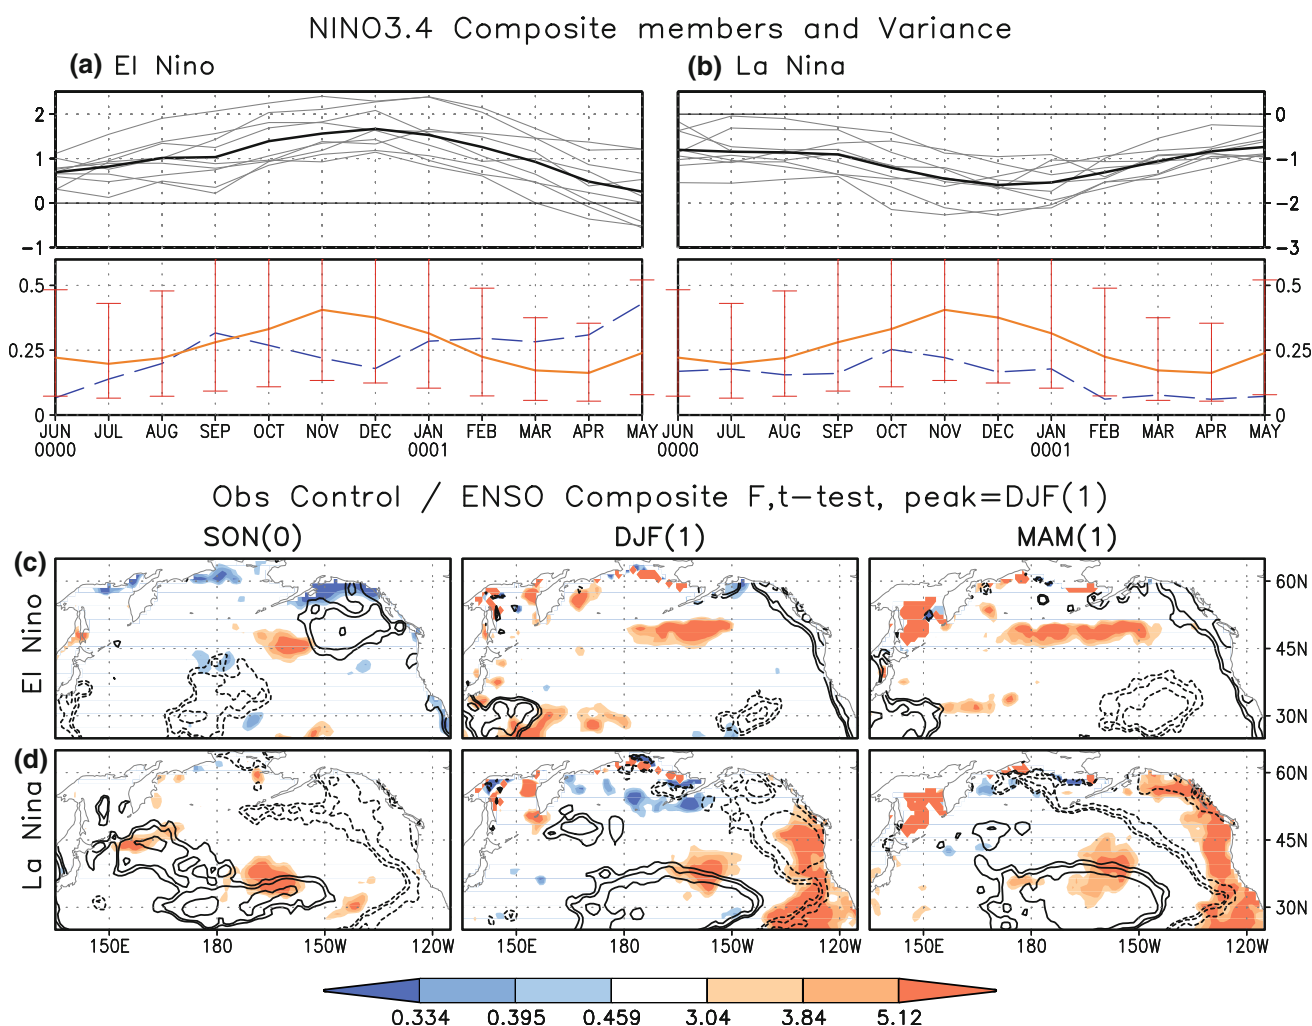 NINO3.4 Composite members and Variance
(a) El Nino
(b) La Nina
2
1
0
-1
0
-1
-2
-3
0.5
0.25
0
0.5
0.25
0
JUN JUL AUG SEP OCT NOV DEC JAN FEB MAR APR MAY
0000 0001
JUN JUL AUG SEP OCT NOV DEC JAN FEB MAR APR MAY
0000 0001
Obs Control / ENSO Composite F,t-test, peak=DJF(1)
SON(0) DJF(1) MAM(1)
(c)
El Nino
60N
45N
30N
(d)
La Nina
60N
45N
30N
150E 180 150W 120W
150E 180 150W 120W
150E 180 150W 120W
0.334 0.395 0.459 3.04 3.84 5.12